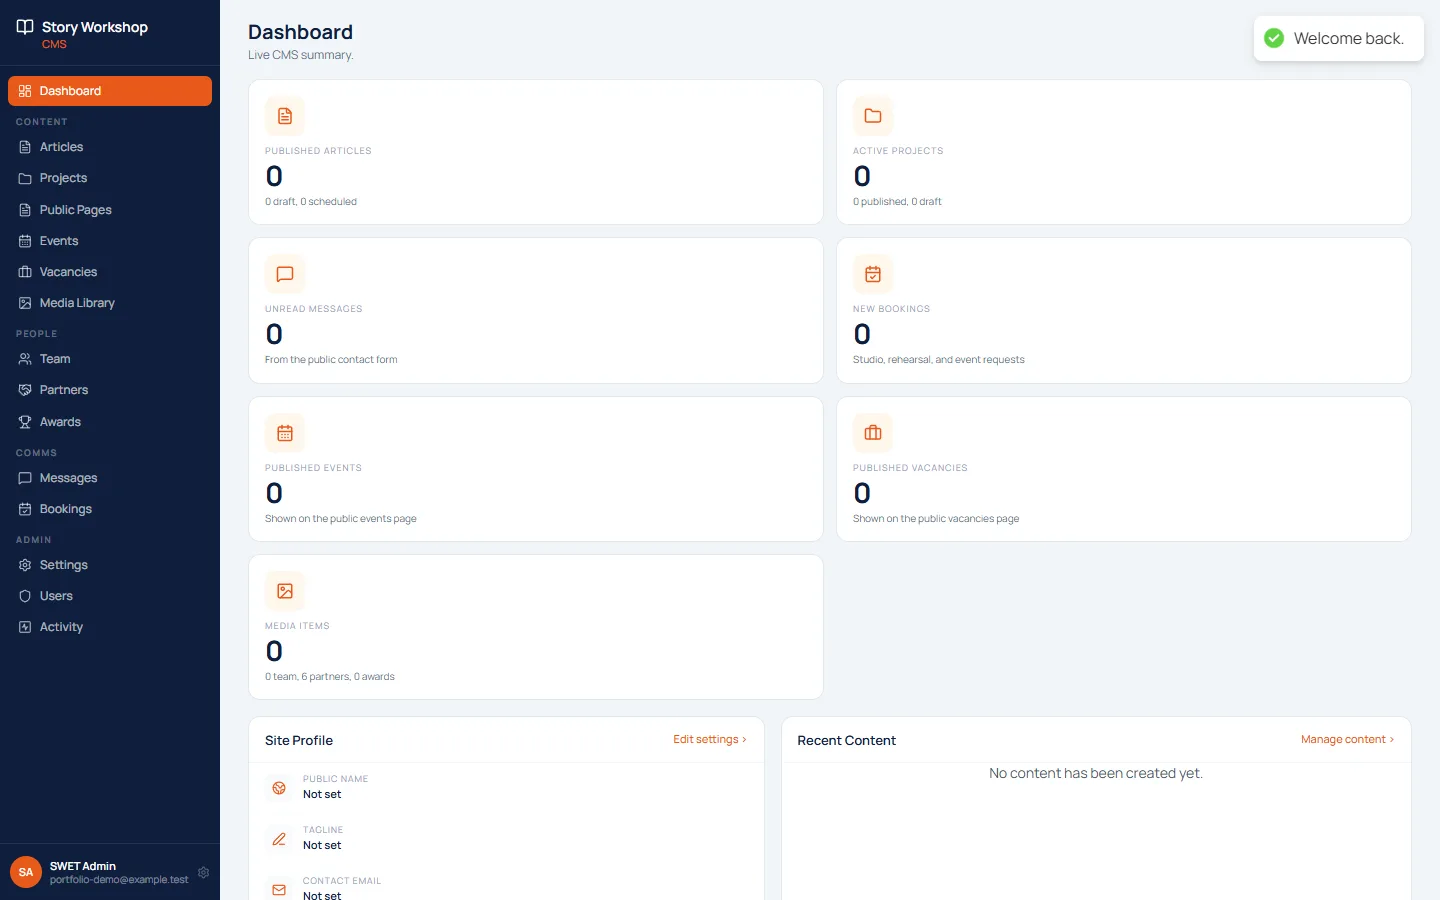 Story Workshop
CMS
Dashboard
CONTENT
Articles
Projects
Public Pages
Events
Vacancies
Media Library
PEOPLE
Team
Partners
Awards
COMMS
Messages
Bookings
ADMIN
Settings
Users
Activity
SA
SWET Admin
portfolio-demo@example.test
Dashboard
Live CMS summary.
Welcome back.
PUBLISHED ARTICLES
0
0 draft, 0 scheduled
ACTIVE PROJECTS
0
0 published, 0 draft
UNREAD MESSAGES
0
From the public contact form
NEW BOOKINGS
0
Studio, rehearsal, and event requests
PUBLISHED EVENTS
0
Shown on the public events page
PUBLISHED VACANCIES
0
Shown on the public vacancies page
MEDIA ITEMS
0
0 team, 6 partners, 0 awards
Site Profile
Edit settings >
PUBLIC NAME
Not set
TAGLINE
Not set
CONTACT EMAIL
Not set
Recent Content
Manage content >
No content has been created yet.